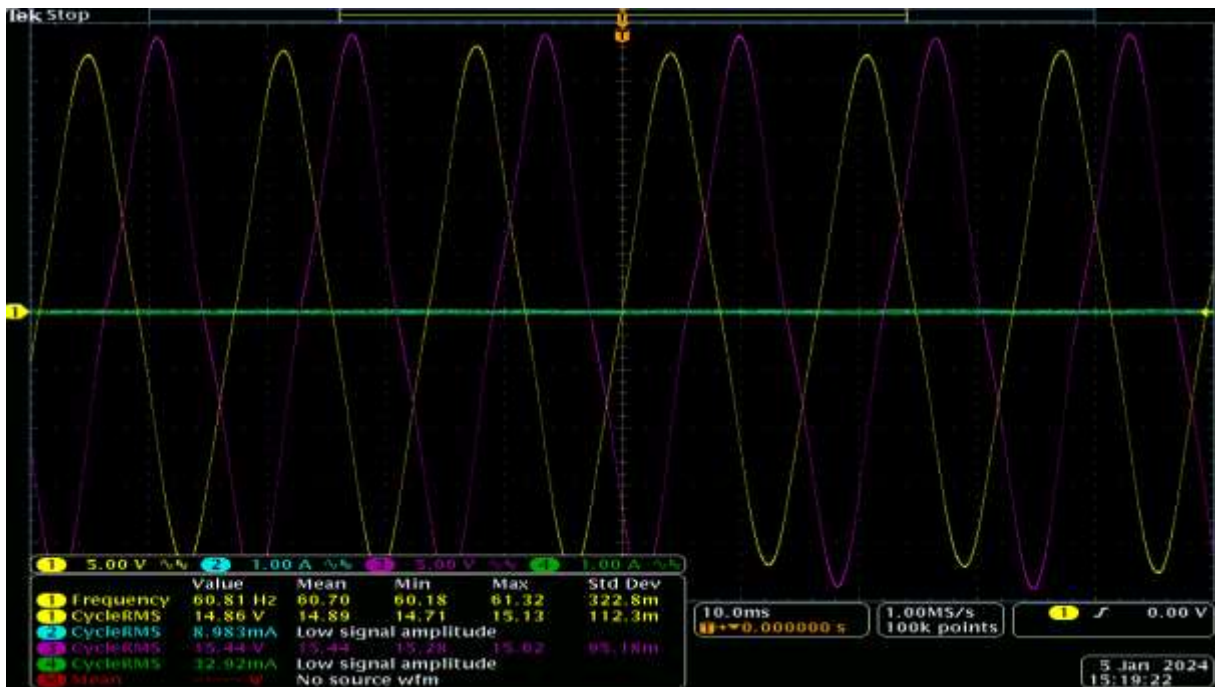 Tek Stop
T
T
1
1 5.00 V 2 1.00 A 3 5.00 V 4 1.00 A
Value Mean Min Max Std Dev
1 Frequency 60.81 Hz 60.70 60.18 61.32 322.8m
1 CycleRMS 14.86 V 14.89 14.71 15.13 112.3m
2 CycleRMS 8.983mA Low signal amplitude
3 CycleRMS 15.44 V 15.44 15.28
4 CycleRMS 32.92mA Low signal amplitude
Mean No source wfm
10.0ms
T 0.000000 s
1.00MS/s
100k points
1 0.00 V
5 Jan 2024
15:19:22